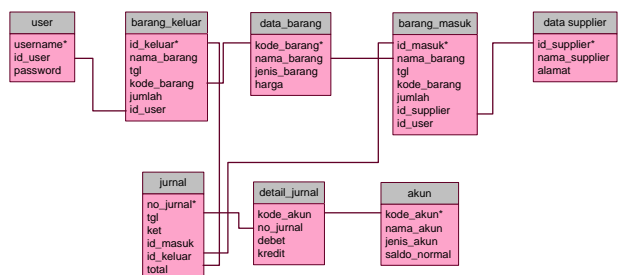 user
username*
id_user
password
barang_keluar
id_keluar*
nama_barang
tgl
kode_barang
jumlah
id_user
data_barang
kode_barang*
nama_barang
jenis_barang
harga
barang_masuk
id_masuk*
nama_barang
tgl
kode_barang
jumlah
id_supplier
id_user
data supplier
id_supplier*
nama_supplier
alamat
jurnal
no_jurnal*
tgl
ket
id_masuk
id_keluar
total
detail_jurnal
kode_akun
no_jurnal
debet
kredit
akun
kode_akun*
nama_akun
jenis_akun
saldo_normal